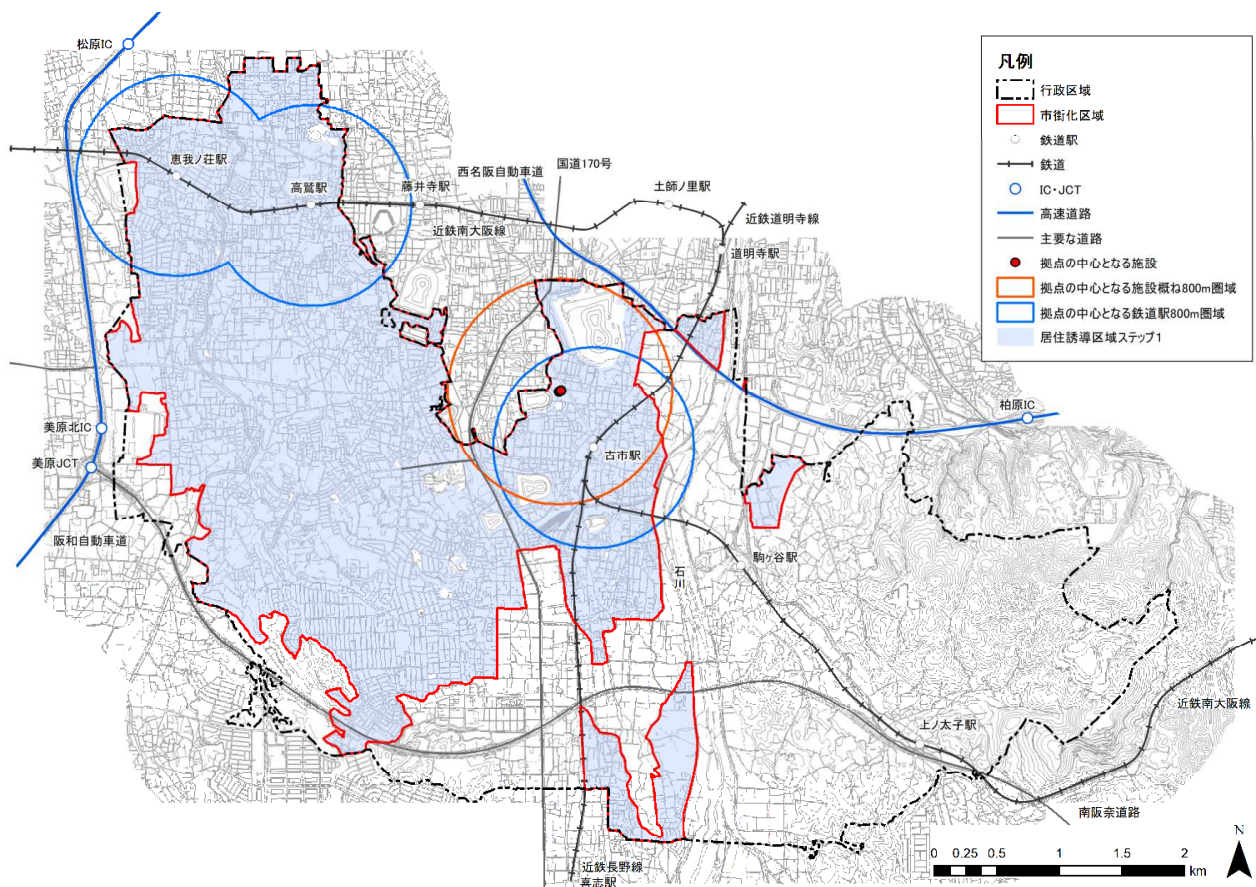 松原IC
恵我ノ荘駅
高鷲駅
藤井寺駅
近鉄南大阪線
西名阪自動車道
国道170号
土師ノ里駅
近鉄道明寺線
道明寺駅
柏原IC
古市駅
美原北IC
美原JCT
阪和自動車道
駒ヶ谷駅
石川
上ノ太子駅
近鉄南大阪線
南阪奈道路
近鉄長野線
喜志駅
凡例
行政区域
市街化区域
鉄道駅
鉄道
IC・JCT
高速道路
主要な道路
拠点の中心となる施設
拠点の中心となる施設概ね800m圏域
拠点の中心となる鉄道駅800m圏域
居住誘導区域ステップ1
N
0 0.25 0.5 1 1.5 2
km